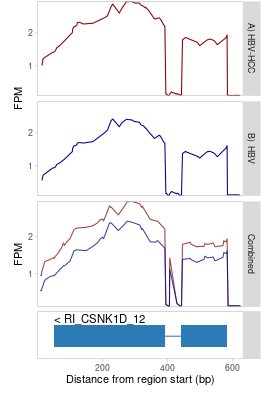 2
1
A) HBV-HCC
FPM
2
1
B) HBV
FPM
2
1
Combined
< RI_CSNK1D_12
200 400 600
Distance from region start (bp)